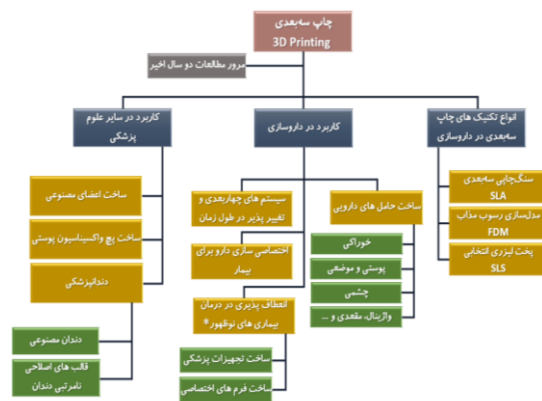 چاپ سه‌بعدی
3D Printing
مرور مطالعات دو سال اخیر
انواع تکنیک های چاپ
سه‌بعدی در داروسازی
سنگ‌چاپی سه‌بعدی
SLA
مدل‌سازی رسوب مذاب
FDM
پخت لیزری انتخابی
SLS
کاربرد در داروسازی
ساخت حامل های دارویی
خوراکی
پوستی و موضعی
چشمی
واژینال، مقعدی و ...
سیستم های چهاربعدی و
تغییر پذیر در طول زمان
اختصاصی سازی دارو برای
بیمار
انعطاف پذیری در درمان
بیماری های نوظهور*
ساخت تجهیزات پزشکی
ساخت فرم های اختصاصی
کاربرد در سایر علوم
پزشکی
ساخت اعضای مصنوعی
ساخت پچ واکسیناسیون پوستی
دندانپزشکی
دندان مصنوعی
قالب های اصلاحی
نامرتبی دندان